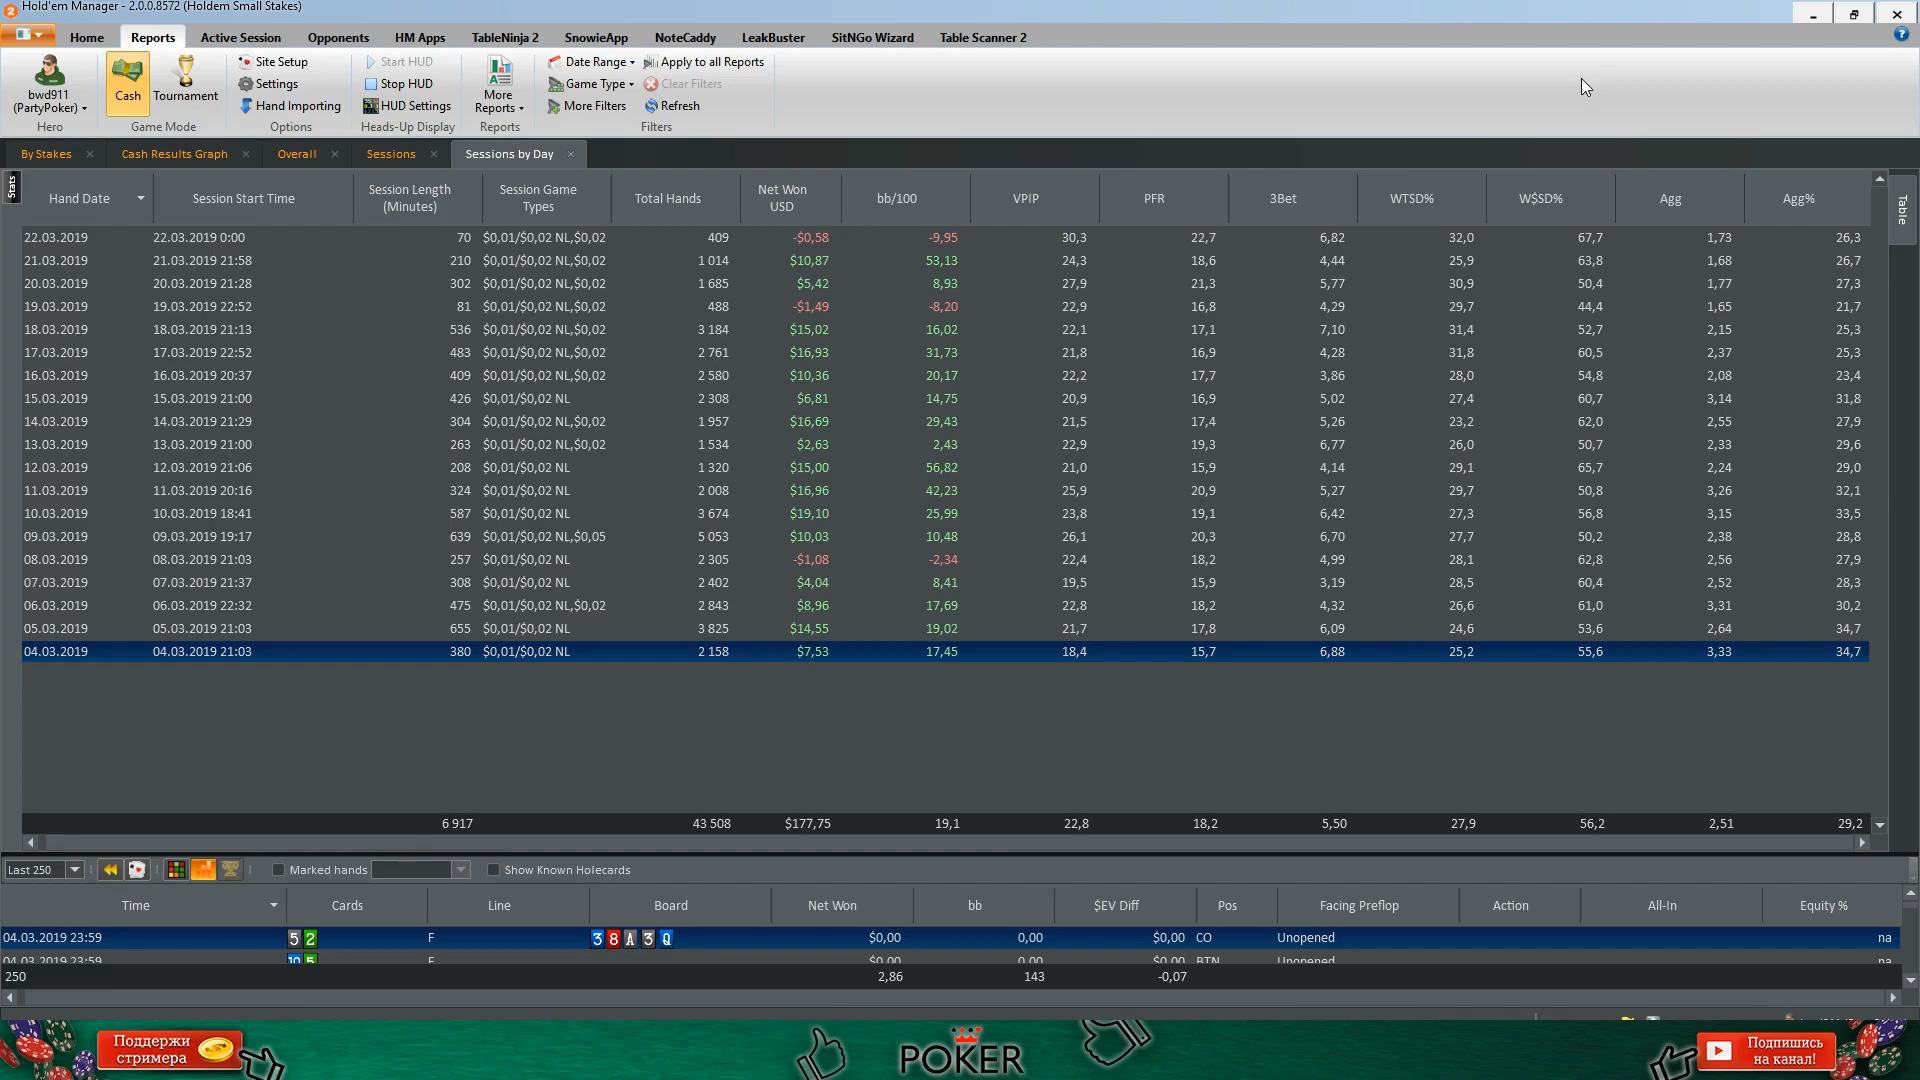 Hold'em Manager - 2.0.0.8572 (Holdem Small Stakes)
Home Reports Active Session Opponents HM Apps TableNinja 2 SnowieApp NoteCaddy LeakBuster SitNGo Wizard Table Scanner 2
bwd911
(PartyPoker)
Hero
Cash Tournament
Game Mode
Site Setup
Settings
Hand Importing
Options
Start HUD
Stop HUD
HUD Settings
Heads-Up Display
More
Reports
Reports
Date Range Apply to all Reports
Game Type Clear Filters
More Filters Refresh
Filters
By Stakes Cash Results Graph Overall Sessions Sessions by Day
Stats
Table
Hand Date Session Start Time Session Length (Minutes) Session Game Types Total Hands Net Won USD bb/100 VPIP PFR 3Bet WTSD% W$SD% Agg Agg%
22.03.2019 22.03.2019 0:00 70 $0,01/$0,02 NL,$0,02 409 -$0,58 -9,95 30,3 22,7 6,82 32,0 67,7 1,73 26,3
21.03.2019 21.03.2019 21:58 210 $0,01/$0,02 NL,$0,02 1 014 $10,87 53,13 24,3 18,6 4,44 25,9 63,8 1,68 26,7
20.03.2019 20.03.2019 21:28 302 $0,01/$0,02 NL,$0,02 1 685 $5,42 8,93 27,9 21,3 5,77 30,9 50,4 1,77 27,3
19.03.2019 19.03.2019 22:52 81 $0,01/$0,02 NL,$0,02 488 -$1,49 -8,20 22,9 16,8 4,29 29,7 44,4 1,65 21,7
18.03.2019 18.03.2019 21:13 536 $0,01/$0,02 NL,$0,02 3 184 $15,02 16,02 22,1 17,1 7,10 31,4 52,7 2,15 25,3
17.03.2019 17.03.2019 22:52 483 $0,01/$0,02 NL,$0,02 2 761 $16,93 31,73 21,8 16,9 4,28 31,8 60,5 2,37 25,3
16.03.2019 16.03.2019 20:37 409 $0,01/$0,02 NL,$0,02 2 580 $10,36 20,17 22,2 17,7 3,86 28,0 54,8 2,08 23,4
15.03.2019 15.03.2019 21:00 426 $0,01/$0,02 NL 2 308 $6,81 14,75 20,9 16,9 5,02 27,4 60,7 3,14 31,8
14.03.2019 14.03.2019 21:29 304 $0,01/$0,02 NL,$0,02 1 957 $16,69 29,43 21,5 17,4 5,26 23,2 62,0 2,55 27,9
13.03.2019 13.03.2019 21:00 263 $0,01/$0,02 NL,$0,02 1 534 $2,63 2,43 22,9 19,3 6,77 26,0 50,7 2,33 29,6
12.03.2019 12.03.2019 21:06 208 $0,01/$0,02 NL 1 320 $15,00 56,82 21,0 15,9 4,14 29,1 65,7 2,24 29,0
11.03.2019 11.03.2019 20:16 324 $0,01/$0,02 NL 2 008 $16,96 42,23 25,9 20,9 5,27 29,7 50,8 3,26 32,1
10.03.2019 10.03.2019 18:41 587 $0,01/$0,02 NL 3 674 $19,10 25,99 23,8 19,1 6,42 27,3 56,8 3,15 33,5
09.03.2019 09.03.2019 19:17 639 $0,01/$0,02 NL,$0,05 5 053 $10,03 10,48 26,1 20,3 6,70 27,7 50,2 2,38 28,8
08.03.2019 08.03.2019 21:03 257 $0,01/$0,02 NL 2 305 -$1,08 -2,34 22,4 18,2 4,99 28,1 62,8 2,56 27,9
07.03.2019 07.03.2019 21:37 308 $0,01/$0,02 NL 2 402 $4,04 8,41 19,5 15,9 3,19 28,5 60,4 2,52 28,3
06.03.2019 06.03.2019 22:32 475 $0,01/$0,02 NL,$0,02 2 843 $8,96 17,69 22,8 18,2 4,32 26,6 61,0 3,31 30,2
05.03.2019 05.03.2019 21:03 655 $0,01/$0,02 NL 3 825 $14,55 19,02 21,7 17,8 6,09 24,6 53,6 2,64 34,7
04.03.2019 04.03.2019 21:03 380 $0,01/$0,02 NL 2 158 $7,53 17,45 18,4 15,7 6,88 25,2 55,6 3,33 34,7
6 917 43 508 $177,75 19,1 22,8 18,2 5,50 27,9 56,2 2,51 29,2
Last 250 Marked hands Show Known Holecards
Time Cards Line Board Net Won bb $EV Diff Pos Facing Preflop Action All-In Equity %
04.03.2019 23:59 5 2 F 3 8 A 3 Q $0,00 0,00 $0,00 CO Unopened na
04.03.2019 23:59 10 5 F $0,00 0,00 $0,00 BTN Unopened na
250 2,86 143 -0,07
Поддержи
стримера
POKER
Подпишись
на канал!